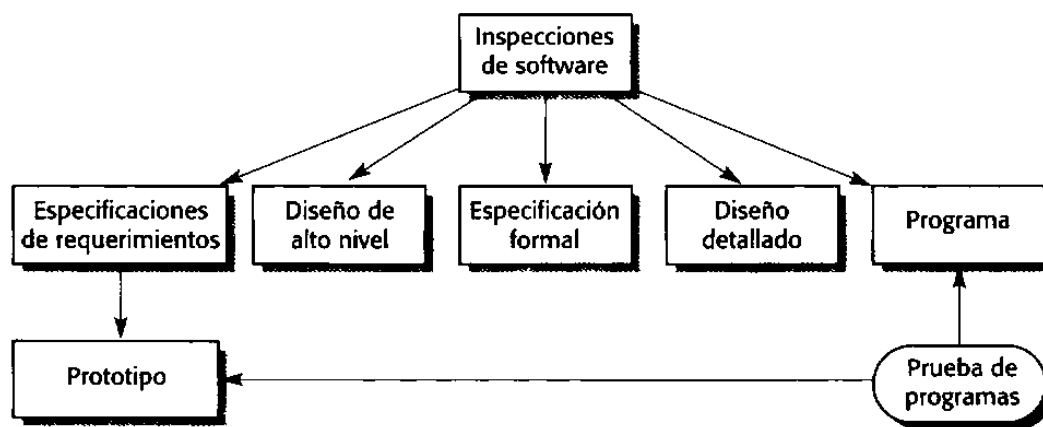 Inspecciones
de software
Especificaciones
de requerimientos
Diseño de
alto nivel
Especificación
formal
Diseño
detallado
Programa
Prototipo
Prueba de
programas